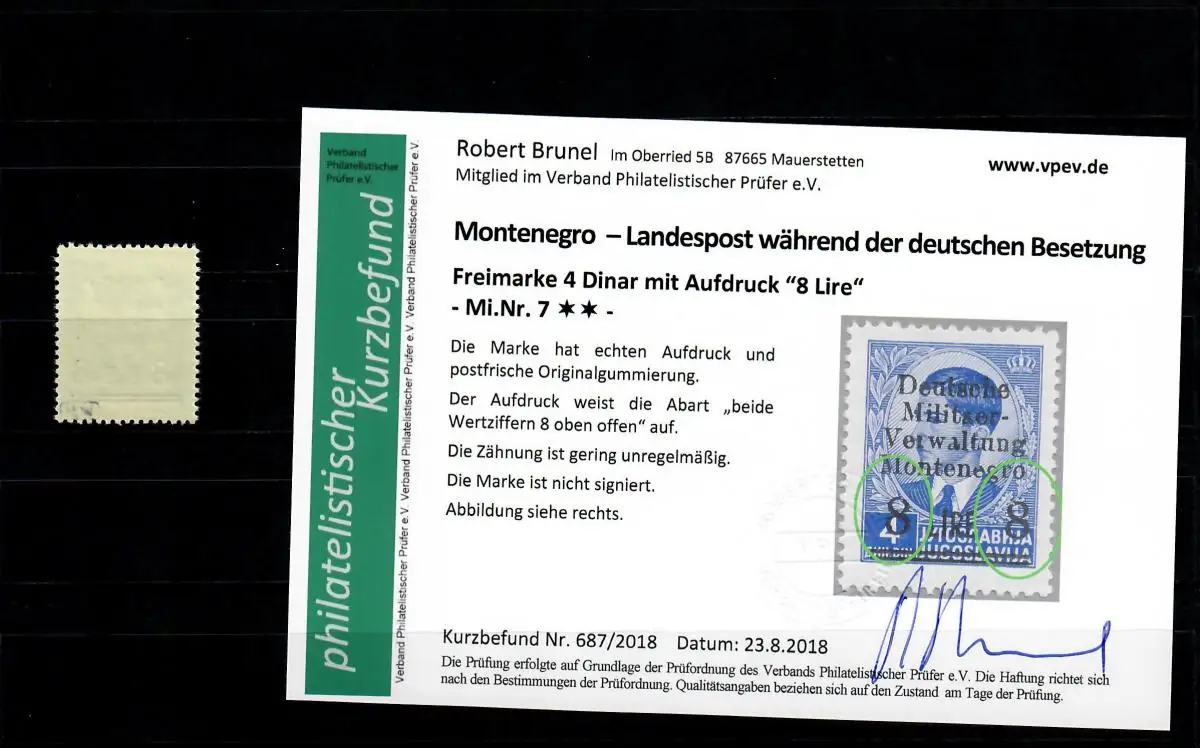 Verband
Philatelistischer
Prüfer e.V.
philatelistischer
Kurzbefund
Verband Philatelistischer Prüfer e.V. Verband Philatelistischer Prüfer e.V. Verband Philatelistischer Prüfer e.V. Verband Philatelistischer Prüfer e.V.
Robert Brunel Im Oberried 5B 87665 Mauerstetten
www.vpev.de
Mitglied im Verband Philatelistischer Prüfer e.V.
Montenegro – Landespost während der deutschen Besetzung
Freimarke 4 Dinar mit Aufdruck “8 Lire“
- Mi.Nr. 7 ✶✶ -
Die Marke hat echten Aufdruck und
postfrische Originalgummierung.
Der Aufdruck weist die Abart „beide
Wertziffern 8 oben offen“ auf.
Die Zähnung ist gering unregelmäßig.
Die Marke ist nicht signiert.
Abbildung siehe rechts.
Deutsche
Militaer-
Verwaltung
Montenegro
8 LIRE 8
4 ЈУГОСЛАВИЈА
JUGOSLAVIJA
Kurzbefund Nr. 687/2018 Datum: 23.8.2018
Die Prüfung erfolgte auf Grundlage der Prüfordnung des Verbands Philatelistischer Prüfer e.V. Die Haftung richtet sich
nach den Bestimmungen der Prüfordnung. Qualitätsangaben beziehen sich auf den Zustand am Tage der Prüfung.